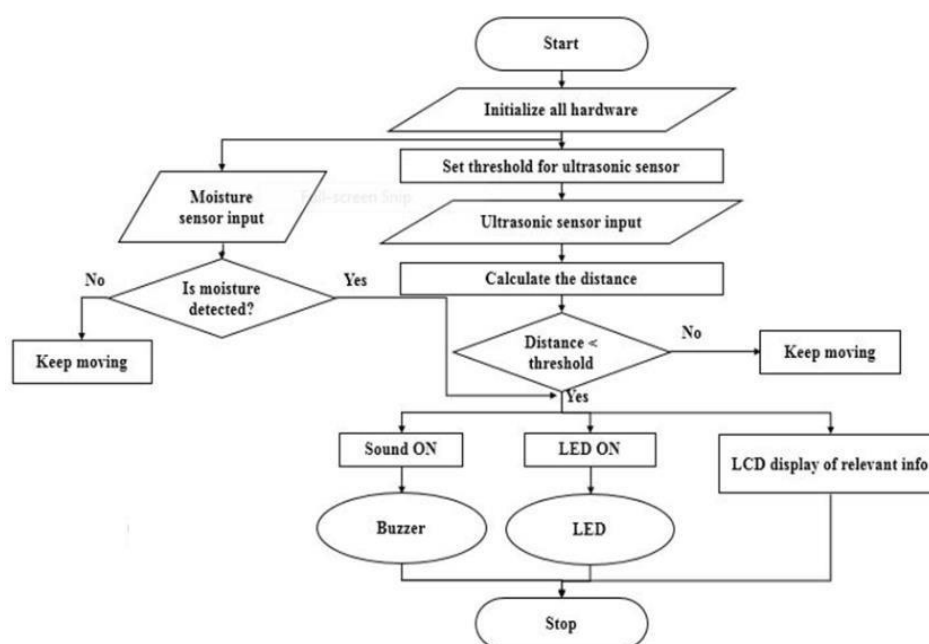 Start
Initialize all hardware
Set threshold for ultrasonic sensor
Moisture
sensor input
Full-screen Snip
Ultrasonic sensor input
Calculate the distance
No
Is moisture
detected?
Yes
Keep moving
Distance <
threshold
No
Keep moving
Yes
Sound ON
LED ON
LCD display of relevant info
Buzzer
LED
Stop